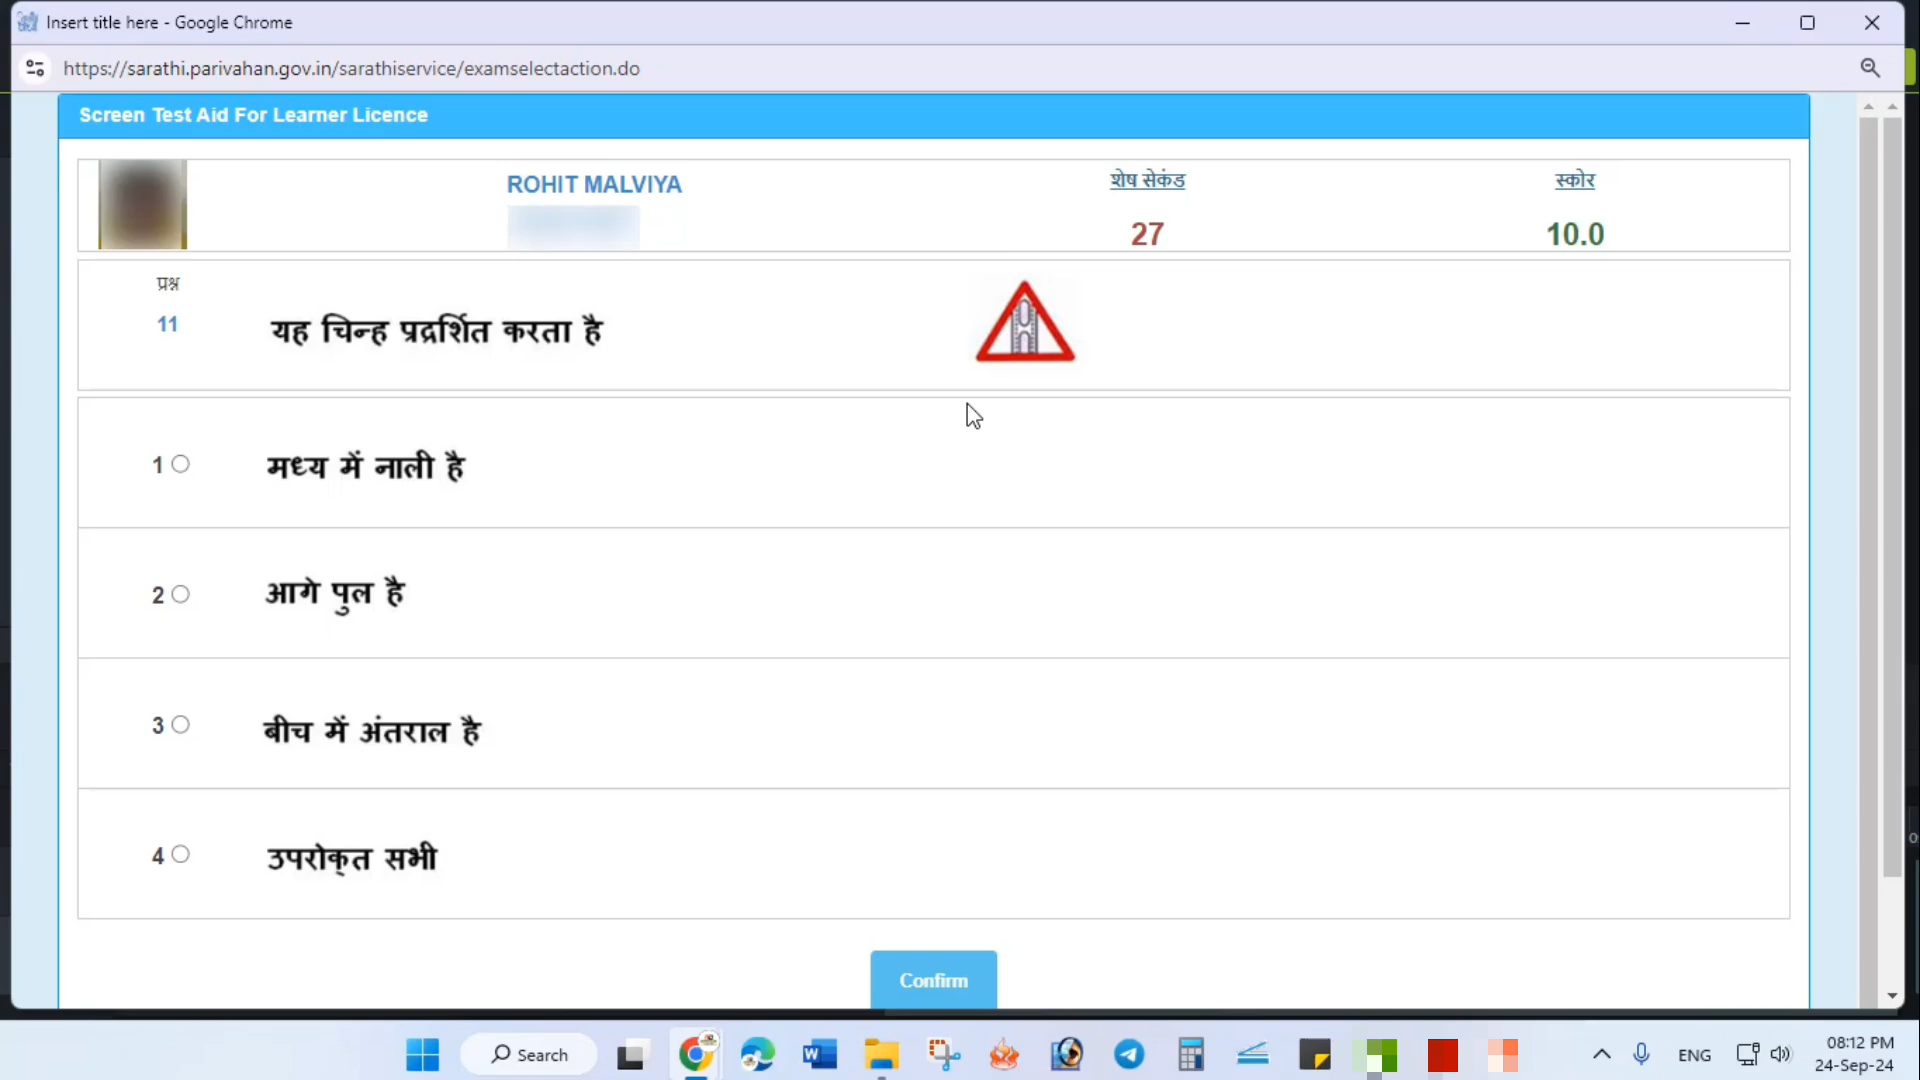 Insert title here - Google Chrome
https://sarathi.parivahan.gov.in/sarathiservice/examselectaction.do
Screen Test Aid For Learner Licence
ROHIT MALVIYA
शेष सेकंड
27
स्कोर
10.0
प्रश्न
11
यह चिन्ह प्रद्रर्शित करता है
1
मध्य में नाली है
2
आगे पुल है
3
बीच में अंतराल है
4
उपरोक्त सभी
Confirm
Search
ENG
08:12 PM
24-Sep-24